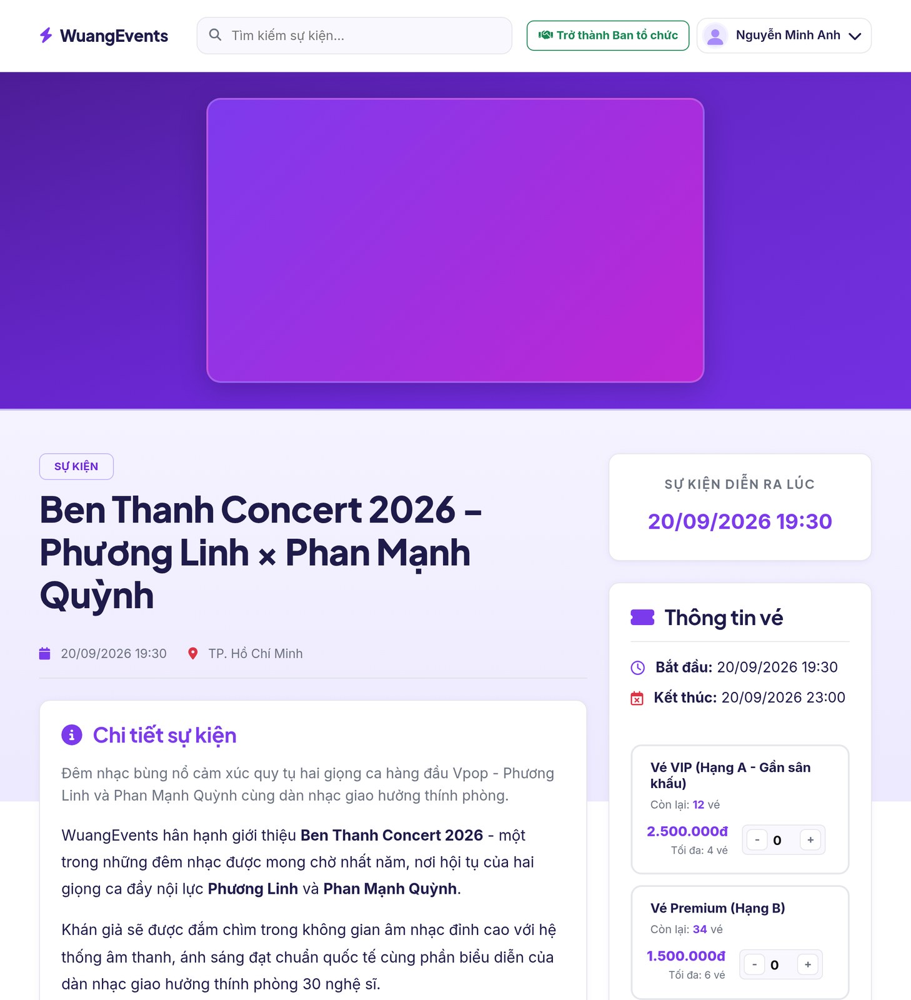 WuangEvents
Tìm kiếm sự kiện...
Trở thành Ban tổ chức
Nguyễn Minh Anh
SỰ KIỆN
Ben Thanh Concert 2026 –
Phương Linh × Phan Mạnh
Quỳnh
20/09/2026 19:30
TP. Hồ Chí Minh
Chi tiết sự kiện
Đêm nhạc bùng nổ cảm xúc quy tụ hai giọng ca hàng đầu Vpop - Phương
Linh và Phan Mạnh Quỳnh cùng dàn nhạc giao hưởng thính phòng.
WuangEvents hân hạnh giới thiệu Ben Thanh Concert 2026 - một
trong những đêm nhạc được mong chờ nhất năm, nơi hội tụ của hai
giọng ca đầy nội lực Phương Linh và Phan Mạnh Quỳnh.
Khán giả sẽ được đắm chìm trong không gian âm nhạc đỉnh cao với hệ
thống âm thanh, ánh sáng đạt chuẩn quốc tế cùng phần biểu diễn của
dàn nhạc giao hưởng thính phòng 30 nghệ sĩ.
SỰ KIỆN DIỄN RA LÚC
20/09/2026 19:30
Thông tin vé
Bắt đầu: 20/09/2026 19:30
Kết thúc: 20/09/2026 23:00
Vé VIP (Hạng A - Gần sân
khấu)
Còn lại: 12 vé
2.500.000đ
Tối đa: 4 vé
- 0 +
Vé Premium (Hạng B)
Còn lại: 34 vé
1.500.000đ
Tối đa: 6 vé
- 0 +